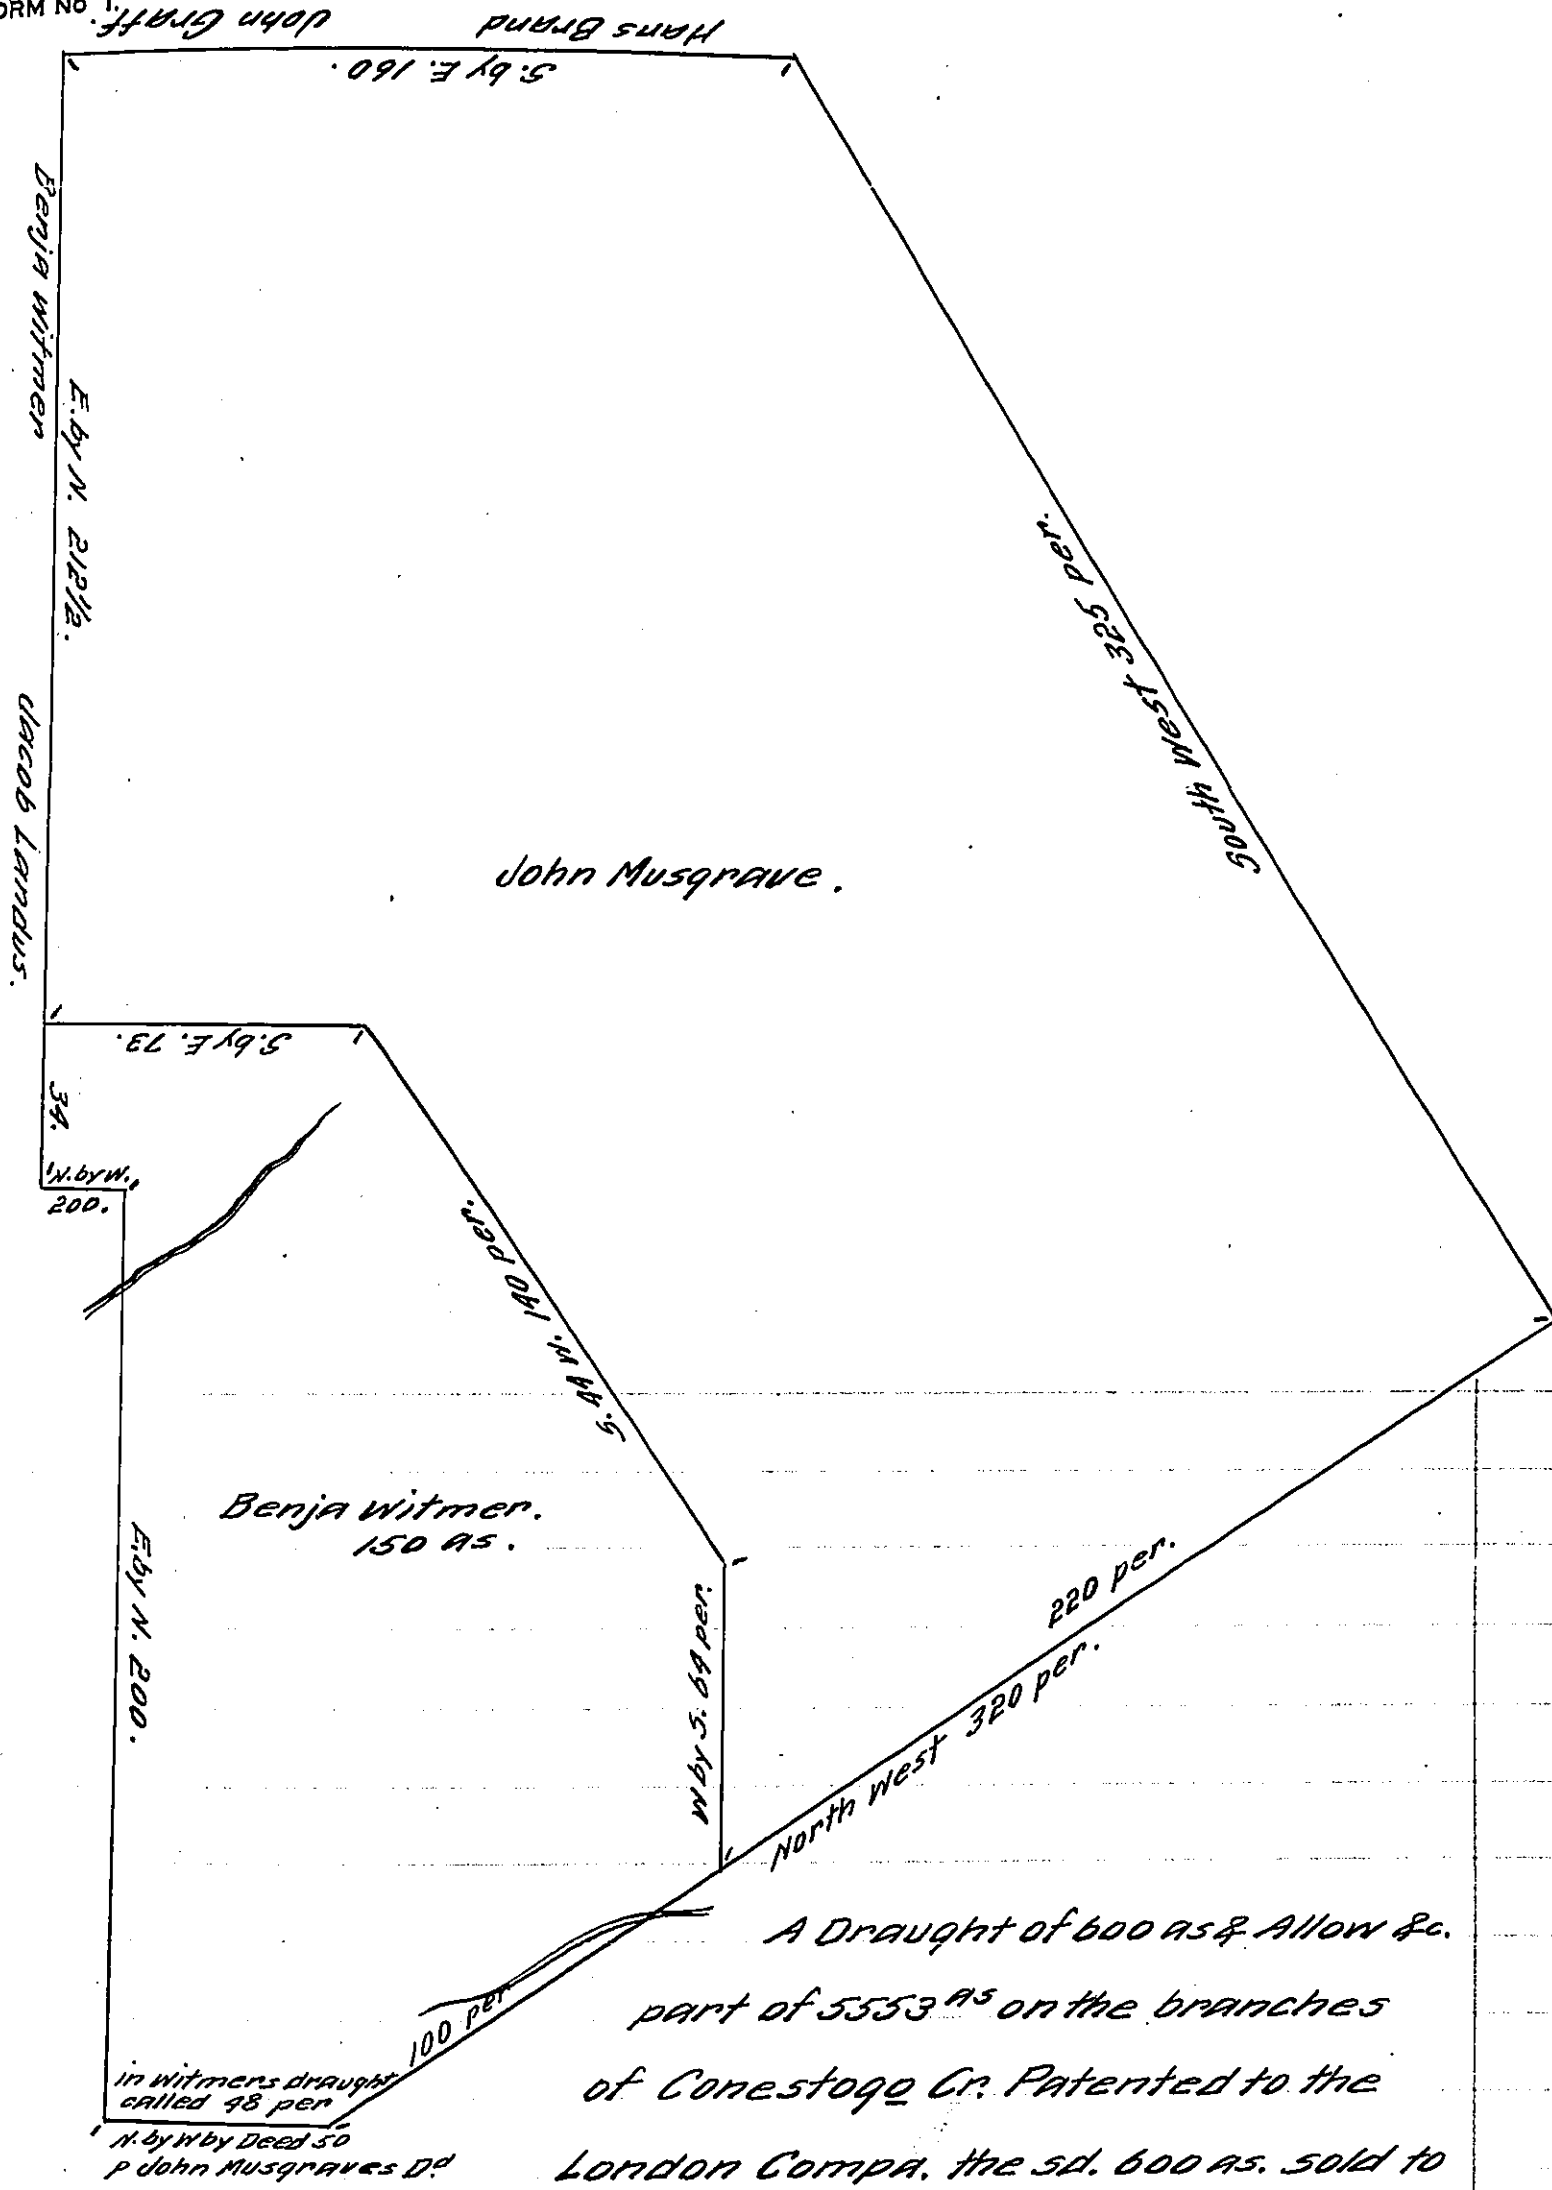 ORM No 1.
John Graff.
Hans Brand
S. by E. 160.
Benja Witmer
E. by N. 212½.
Jacob Landus.
South West 325 per.
John Musgrave.
S. by E. 73.
34.
N. by W.
200.
S. 44 W. 140 per.
Benja Witmer.
150 as.
E. by N. 200.
W by S. 64 per.
220 per.
North West 320 per.
100 per
in Witmers draught
called 48 per
N. by W by Deed 50
P John Musgraves Dd
A Draught of 600 as & Allow &c.
part of 5553 as on the branches
of Conestogo Cr. Patented to the
London Compa. the sd. 600 as. sold to